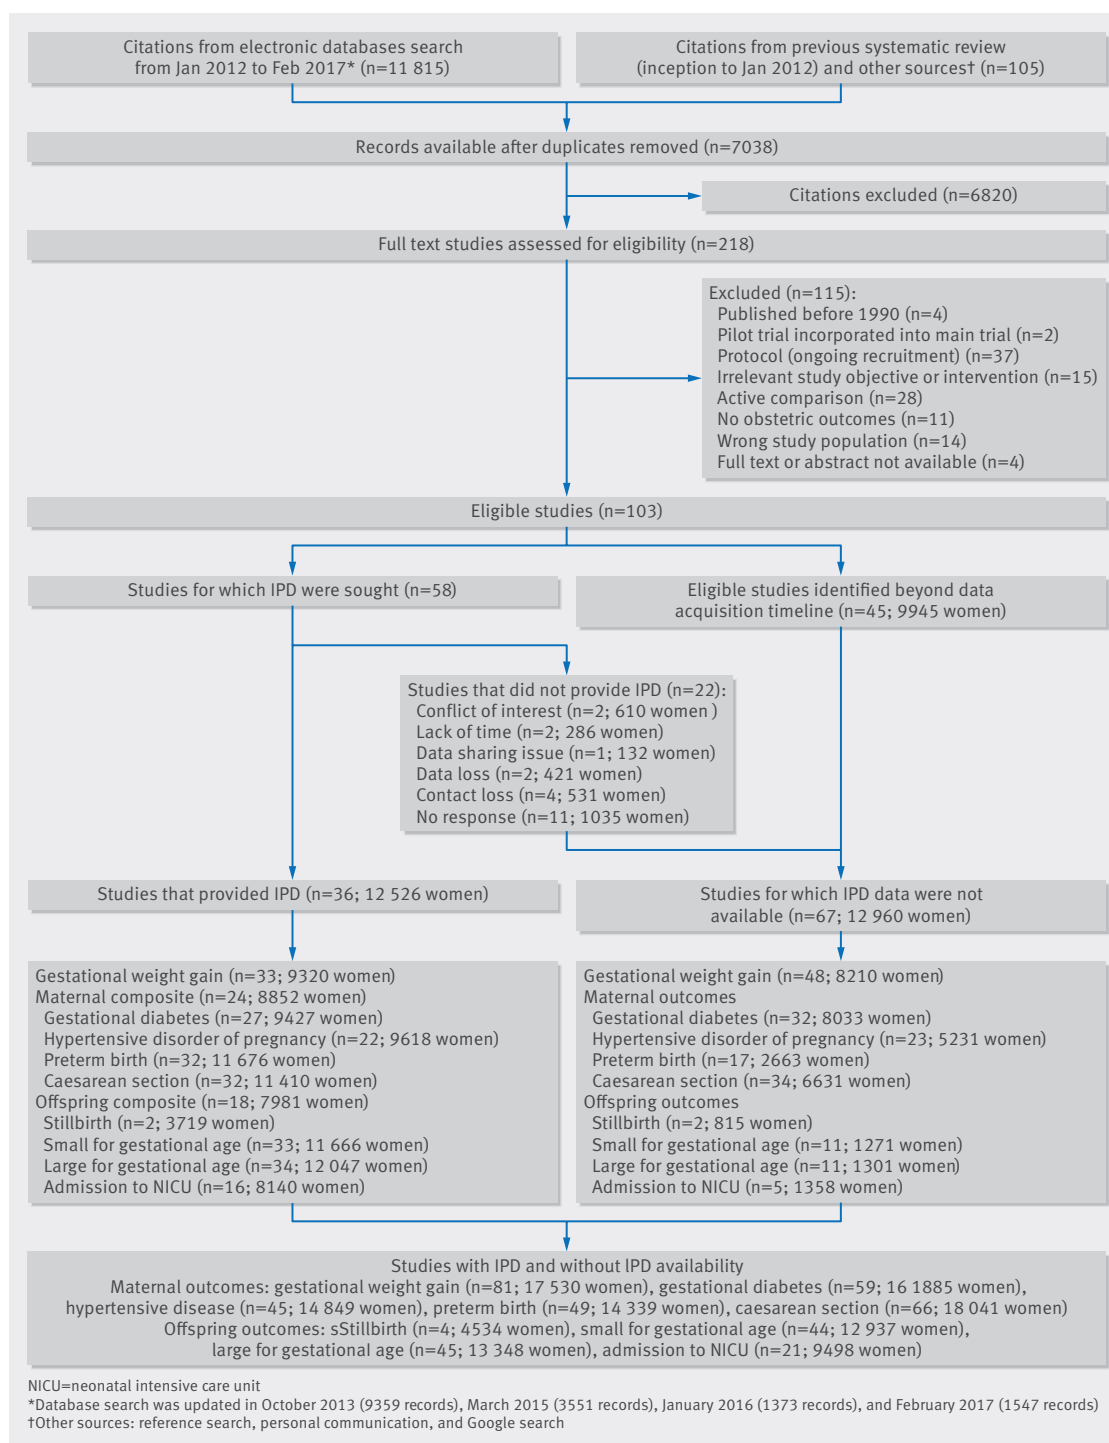 Citations from electronic databases search
from Jan 2012 to Feb 2017* (n=11 815)
Citations from previous systematic review
(inception to Jan 2012) and other sources† (n=105)
Records available after duplicates removed (n=7038)
Citations excluded (n=6820)
Full text studies assessed for eligibility (n=218)
Excluded (n=115):
Published before 1990 (n=4)
Pilot trial incorporated into main trial (n=2)
Protocol (ongoing recruitment) (n=37)
Irrelevant study objective or intervention (n=15)
Active comparison (n=28)
No obstetric outcomes (n=11)
Wrong study population (n=14)
Full text or abstract not available (n=4)
Eligible studies (n=103)
Studies for which IPD were sought (n=58)
Eligible studies identified beyond data
acquisition timeline (n=45; 9945 women)
Studies that did not provide IPD (n=22):
Conflict of interest (n=2; 610 women )
Lack of time (n=2; 286 women)
Data sharing issue (n=1; 132 women)
Data loss (n=2; 421 women)
Contact loss (n=4; 531 women)
No response (n=11; 1035 women)
Studies that provided IPD (n=36; 12 526 women)
Studies for which IPD data were not
available (n=67; 12 960 women)
Gestational weight gain (n=33; 9320 women)
Maternal composite (n=24; 8852 women)
Gestational diabetes (n=27; 9427 women)
Hypertensive disorder of pregnancy (n=22; 9618 women)
Preterm birth (n=32; 11 676 women)
Caesarean section (n=32; 11 410 women)
Offspring composite (n=18; 7981 women)
Stillbirth (n=2; 3719 women)
Small for gestational age (n=33; 11 666 women)
Large for gestational age (n=34; 12 047 women)
Admission to NICU (n=16; 8140 women)
Gestational weight gain (n=48; 8210 women)
Maternal outcomes
Gestational diabetes (n=32; 8033 women)
Hypertensive disorder of pregnancy (n=23; 5231 women)
Preterm birth (n=17; 2663 women)
Caesarean section (n=34; 6631 women)
Offspring outcomes
Stillbirth (n=2; 815 women)
Small for gestational age (n=11; 1271 women)
Large for gestational age (n=11; 1301 women)
Admission to NICU (n=5; 1358 women)
Studies with IPD and without IPD availability
Maternal outcomes: gestational weight gain (n=81; 17 530 women), gestational diabetes (n=59; 16 1885 women),
hypertensive disease (n=45; 14 849 women), preterm birth (n=49; 14 339 women), caesarean section (n=66; 18 041 women)
Offspring outcomes: sStillbirth (n=4; 4534 women), small for gestational age (n=44; 12 937 women),
large for gestational age (n=45; 13 348 women), admission to NICU (n=21; 9498 women)
NICU=neonatal intensive care unit
*Database search was updated in October 2013 (9359 records), March 2015 (3551 records), January 2016 (1373 records), and February 2017 (1547 records)
†Other sources: reference search, personal communication, and Google search